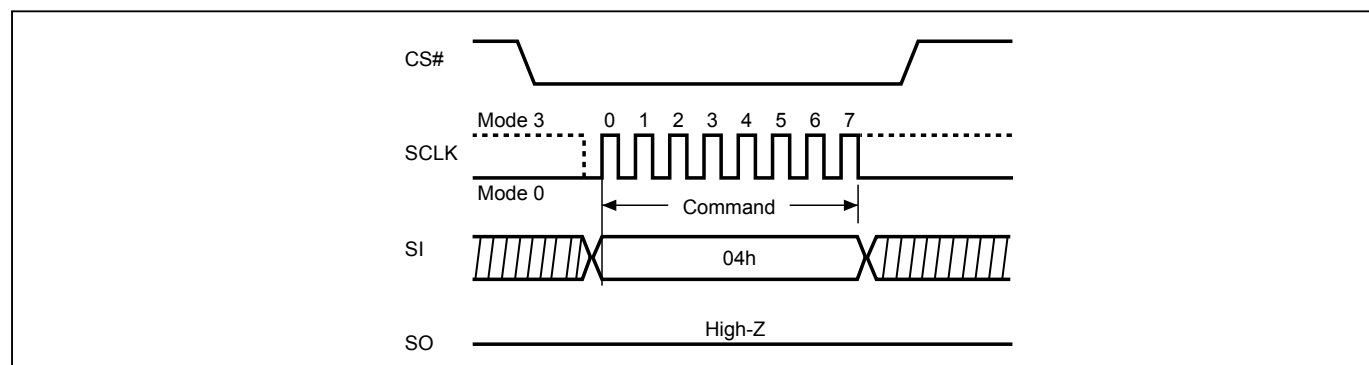 CS#
Mode 3
0 1 2 3 4 5 6 7
SCLK
Mode 0
Command
SI
04h
High-Z
SO